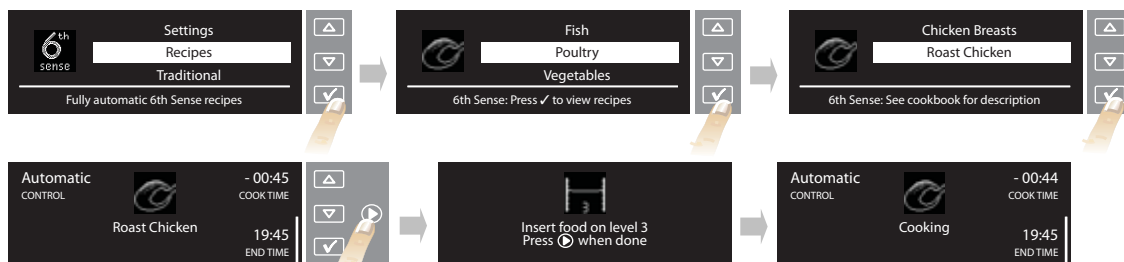 6th
sense
Settings
Recipes
Traditional
Fully automatic 6th Sense recipes
Fish
Poultry
Vegetables
6th Sense: Press ✓ to view recipes
Chicken Breasts
Roast Chicken
6th Sense: See cookbook for description
Automatic
CONTROL
Roast Chicken
- 00:45
COOK TIME
19:45
END TIME
3
Insert food on level 3
Press ▶ when done
Automatic
CONTROL
Cooking
- 00:44
COOK TIME
19:45
END TIME